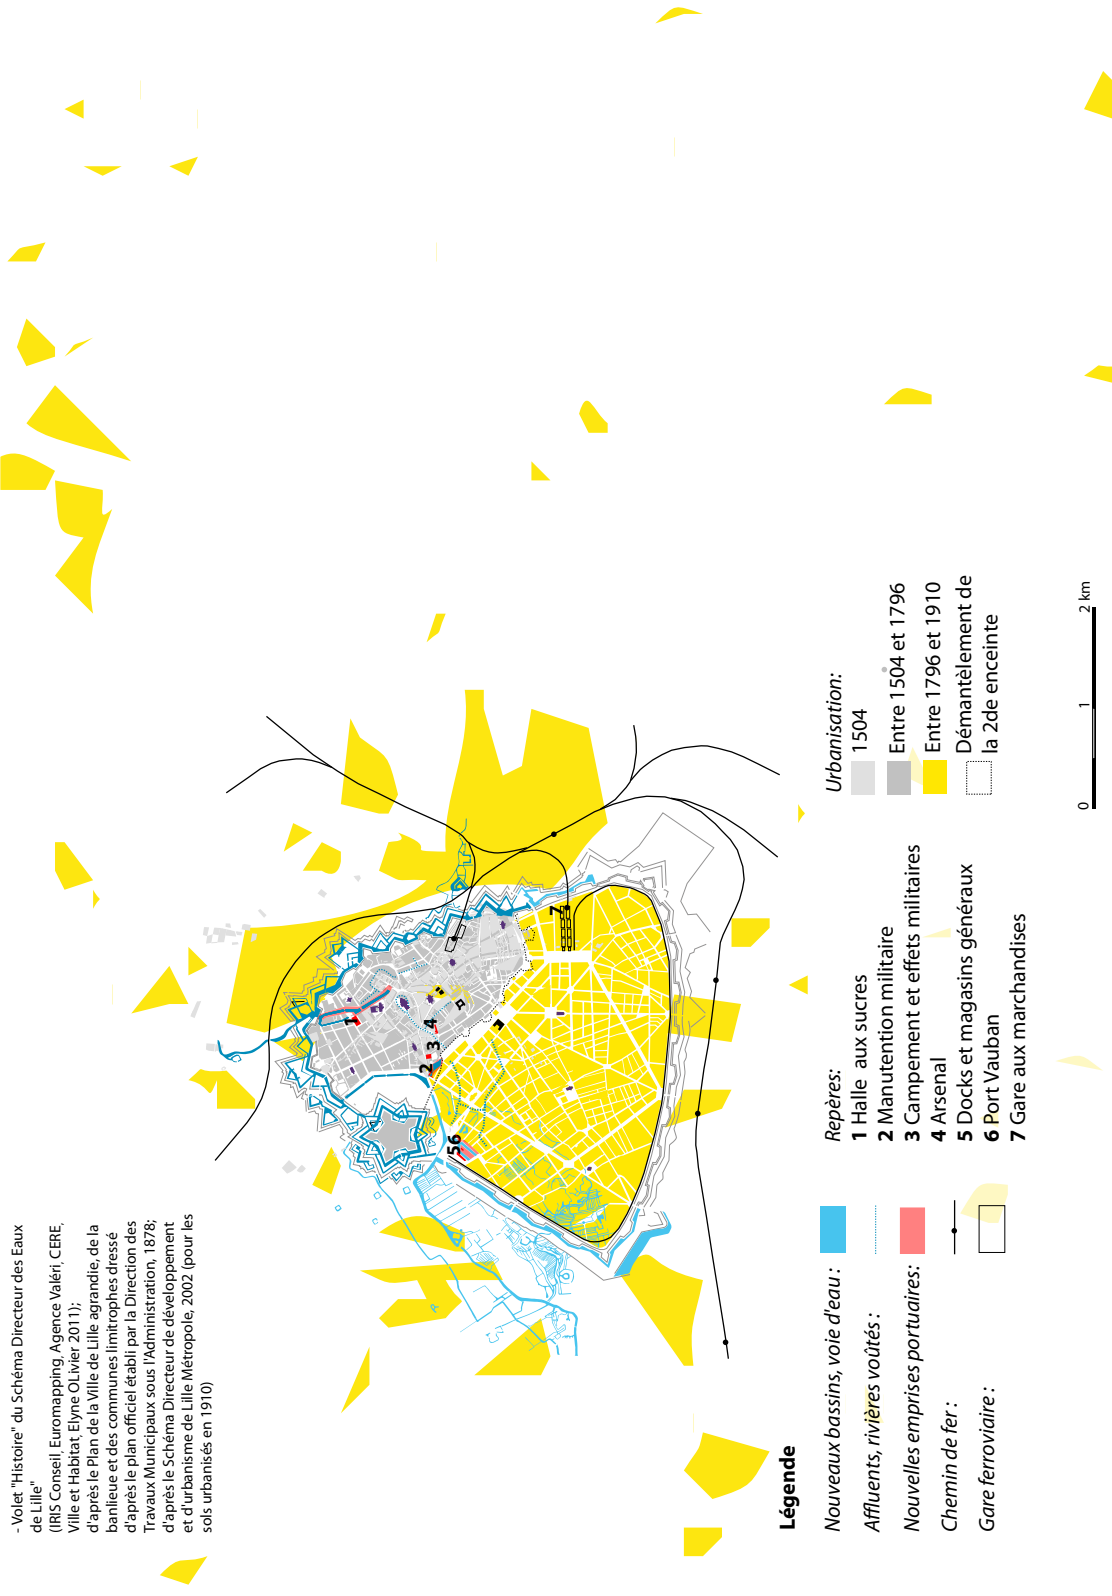 - Volet "Histoire" du Schéma Directeur des Eaux
de Lille"
(IRIS Conseil, Euromapping, Agence Valéri, CERE,
Ville et Habitat, Elyne OLivier 2011);
d'après le Plan de la Ville de Lille agrandie, de la
banlieue et des communes limitrophes dressé
d'après le plan officiel établi par la Direction des
Travaux Municipaux sous l'Administration, 1878;
d'après le Schéma Directeur de développement
et d'urbanisme de Lille Métropole, 2002 (pour les
sols urbanisés en 1910)
1
2
3
4
56
7
Légende
Nouveaux bassins, voie d'eau :
Affluents, rivières voûtés :
Nouvelles emprises portuaires:
Chemin de fer :
Gare ferroviaire :
Repères:
1 Halle aux sucres
2 Manutention militaire
3 Campement et effets militaires
4 Arsenal
5 Docks et magasins généraux
6 Port Vauban
7 Gare aux marchandises
Urbanisation:
1504
Entre 1504 et 1796
Entre 1796 et 1910
Démantèlement de
la 2de enceinte
0 1 2 km